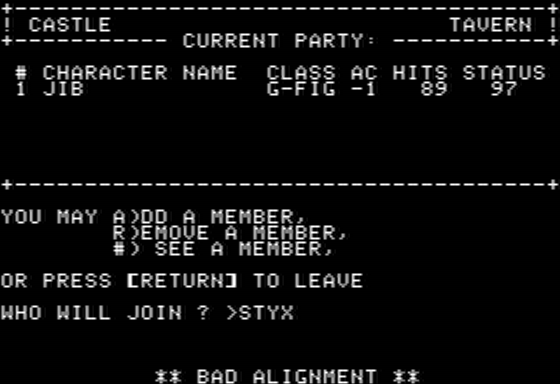 +--------------------------------------+
! CASTLE                        TAVERN !
+----------- CURRENT PARTY: -----------+
# CHARACTER NAME  CLASS AC HITS STATUS
1 JIB             G-FIG -1   89   97
+--------------------------------------+
YOU MAY A)DD A MEMBER,
R)EMOVE A MEMBER,
#) SEE A MEMBER,
OR PRESS [RETURN] TO LEAVE
WHO WILL JOIN ? >STYX
** BAD ALIGNMENT **